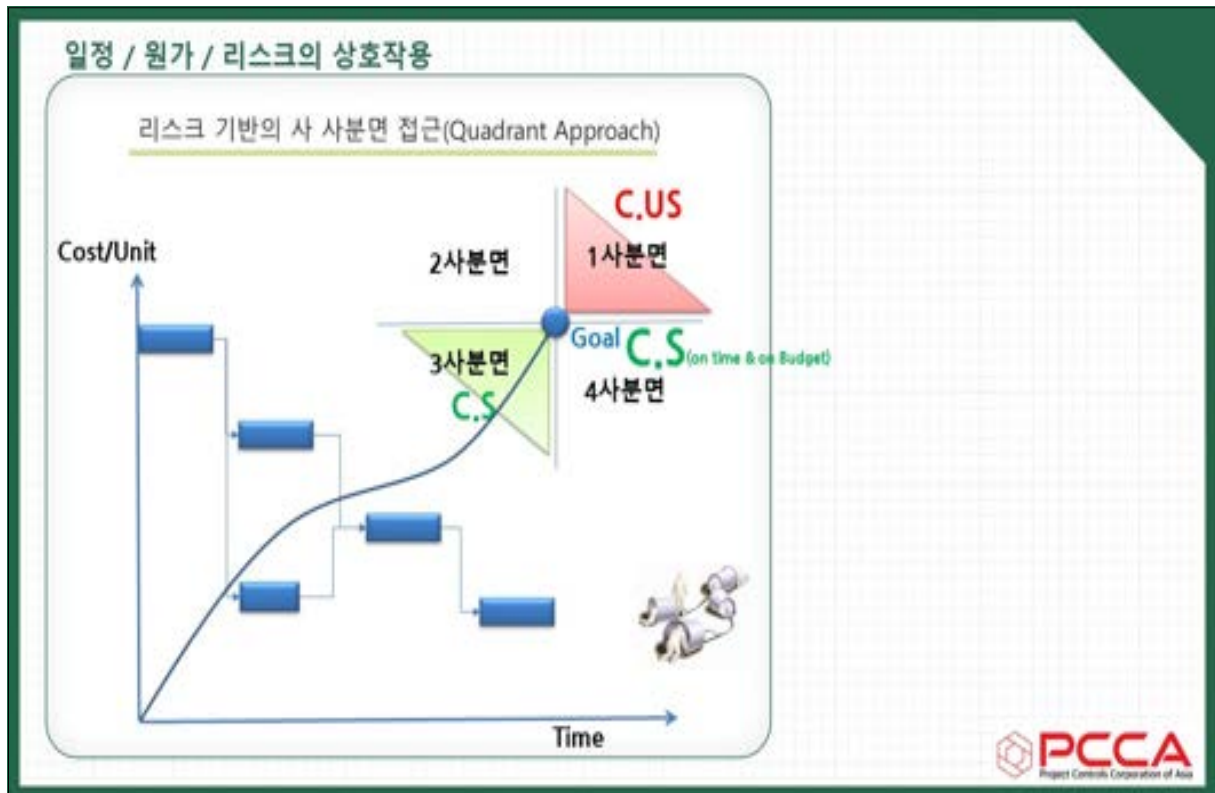 일정 / 원가 / 리스크의 상호작용
리스크 기반의 사 사분면 접근(Quadrant Approach)
C.US
Cost/Unit
2사분면
1사분면
Goal C.S (on time & on Budget)
3사분면
4사분면
C.S
Time
PCCA
Project Controls Corporation of Asia